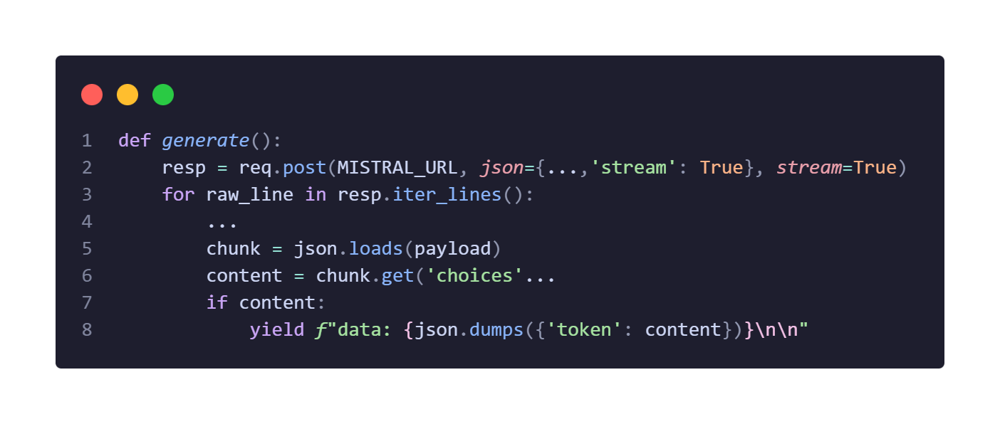 1 def generate():
2     resp = req.post(MISTRAL_URL, json={...,'stream': True}, stream=True)
3     for raw_line in resp.iter_lines():
4         ...
5         chunk = json.loads(payload)
6         content = chunk.get('choices'...
7         if content:
8             yield f"data: {json.dumps({'token': content})}\n\n"